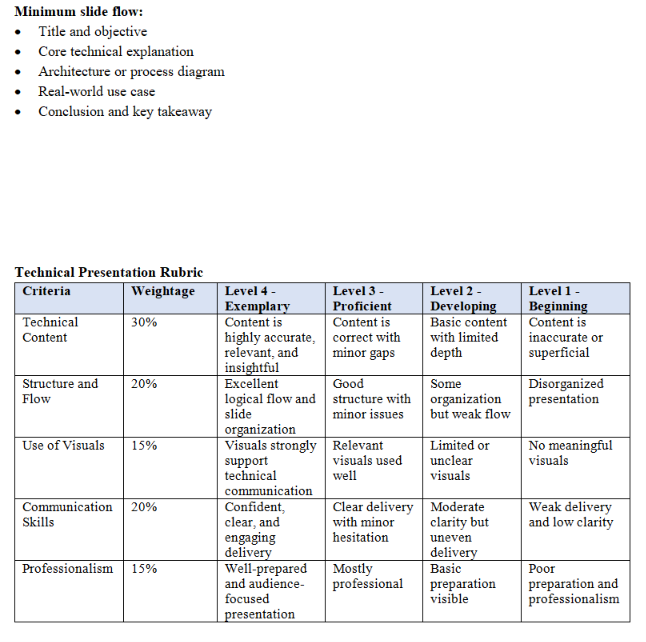 Minimum slide flow:
• Title and objective
• Core technical explanation
• Architecture or process diagram
• Real-world use case
• Conclusion and key takeaway
Technical Presentation Rubric
Criteria
Weightage
Level 4 -
Exemplary
Level 3 -
Proficient
Level 2 -
Developing
Level 1 -
Beginning
Technical
Content
30%
Content is
highly accurate,
relevant, and
insightful
Content is
correct with
minor gaps
Basic content
with limited
depth
Content is
inaccurate or
superficial
Structure and
Flow
20%
Excellent
logical flow and
slide
organization
Good
structure with
minor issues
Some
organization
but weak flow
Disorganized
presentation
Use of Visuals
15%
Visuals strongly
support
technical
communication
Relevant
visuals used
well
Limited or
unclear
visuals
No meaningful
visuals
Communication
Skills
20%
Confident,
clear, and
engaging
delivery
Clear delivery
with minor
hesitation
Moderate
clarity but
uneven
delivery
Weak delivery
and low clarity
Professionalism
15%
Well-prepared
and audience-
focused
presentation
Mostly
professional
Basic
preparation
visible
Poor
preparation and
professionalism